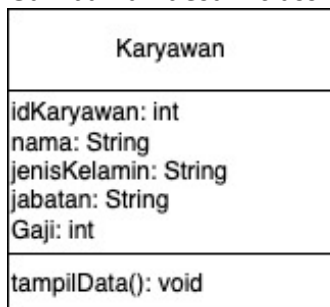 Karyawan
idKaryawan: int
nama: String
jenisKelamin: String
jabatan: String
Gaji: int
tampilData(): void